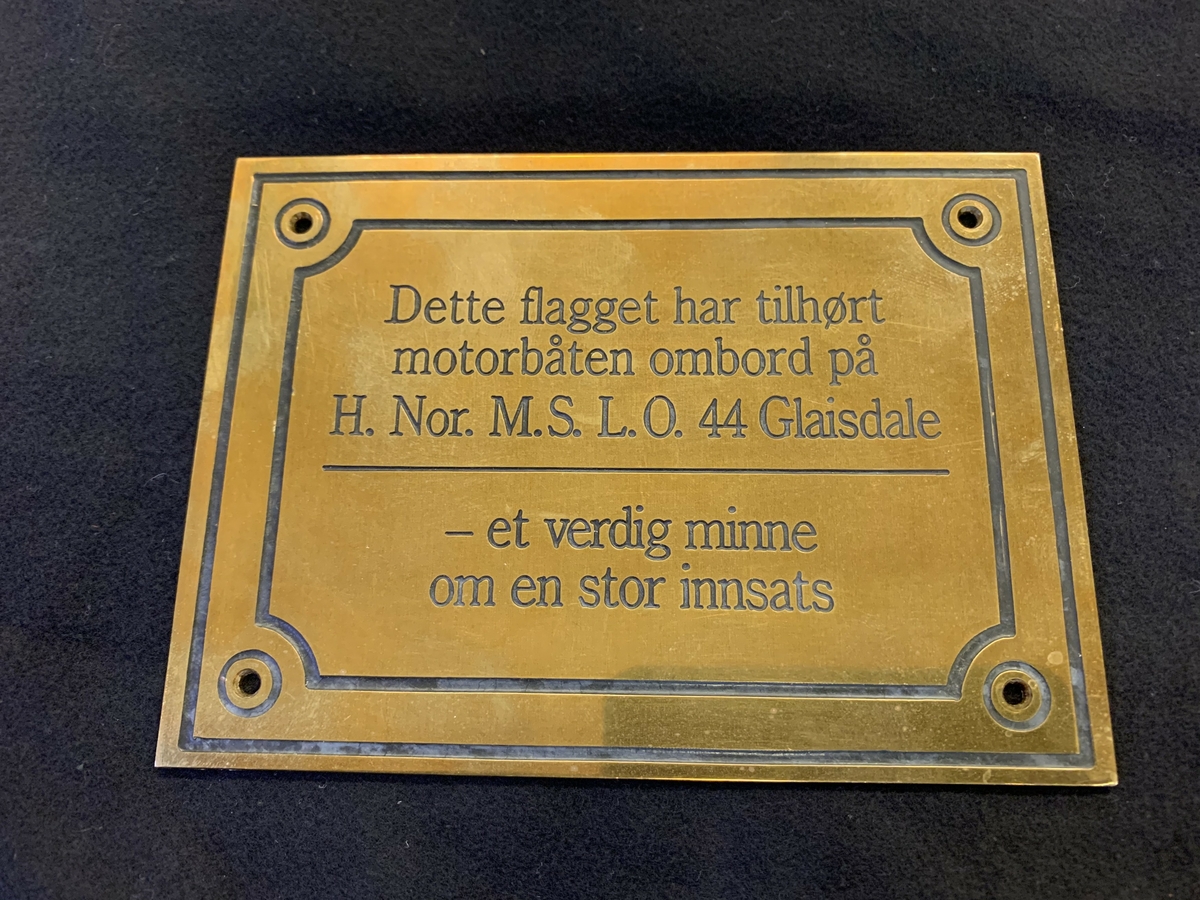 Dette flagget har tilhørt
motorbåten ombord på
H. Nor. M.S. L.O. 44 Glaisdale
– et verdig minne
om en stor innsats